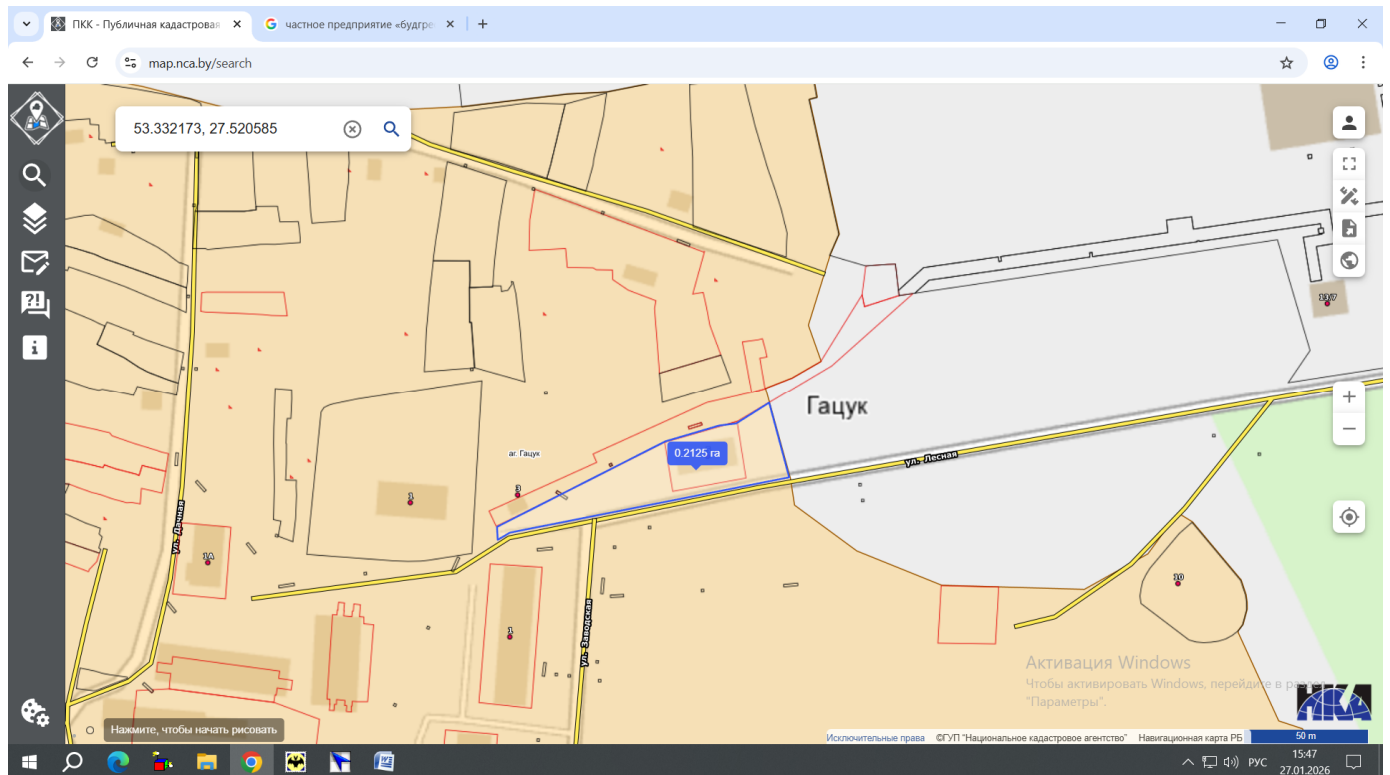 ПКК - Публичная кадастровая
частное предприятие «будгре
map.nca.by/search
53.332173, 27.520585
13/7
Гацук
0.2125 га
аг. Гацук
ул. Лесная
3
1
ул. Дачная
1А
10
1
ул. Заводская
Активация Windows
Чтобы активировать Windows, перейдите в раздел
"Параметры".
НКА
Нажмите, чтобы начать рисовать
Исключительные права ©ГУП "Национальное кадастровое агентство" Навигационная карта РБ 50 m
РУС
15:47
27.01.2026